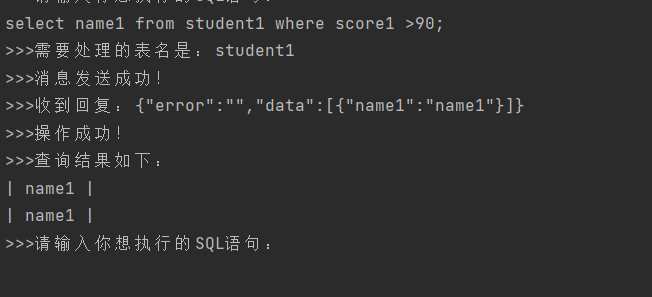 select name1 from student1 where score1 >90;
>>>需要处理的表名是：student1
>>>消息发送成功！
>>>收到回复：{"error":"","data":[{"name1":"name1"}]}
>>>操作成功！
>>>查询结果如下：
| name1 |
| name1 |
>>>请输入你想执行的SQL语句：